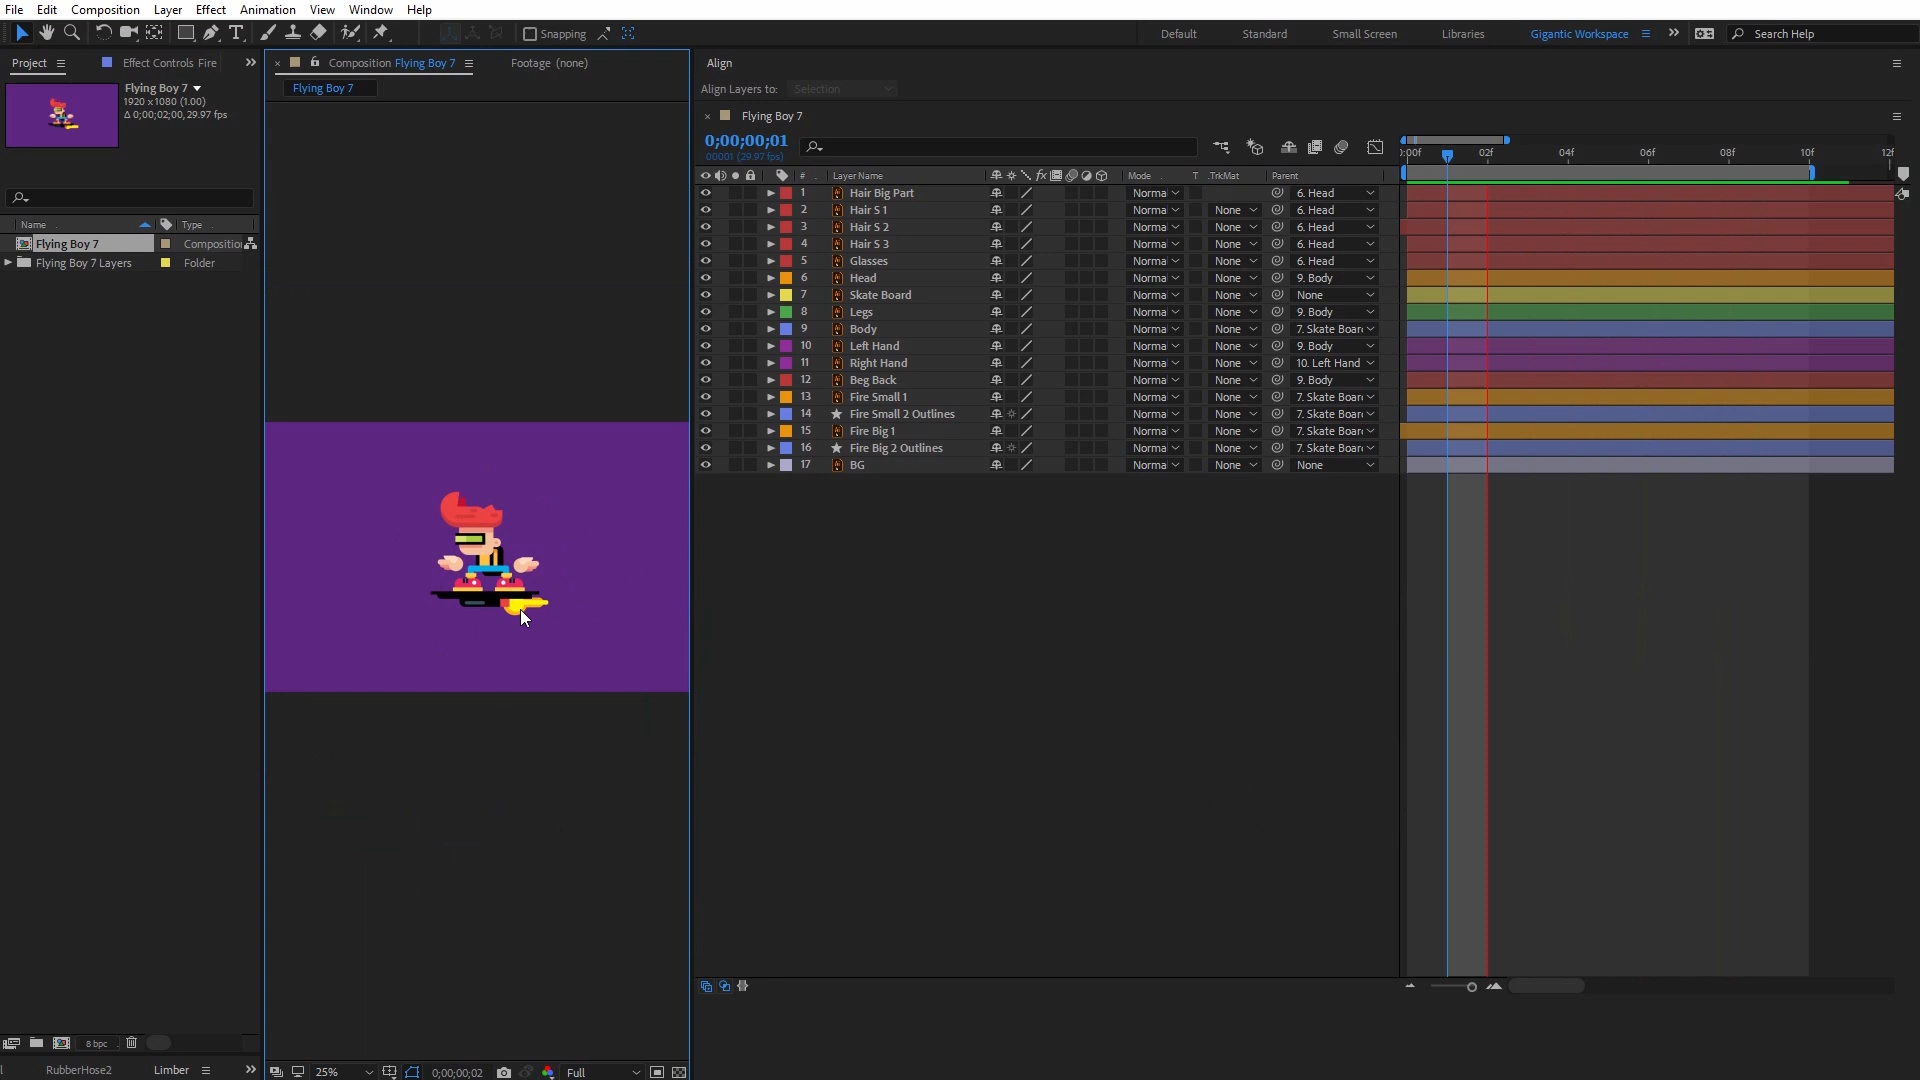 File Edit Composition Layer Effect Animation View Window Help
Snapping
Default Standard Small Screen Libraries Gigantic Workspace Search Help
Project Effect Controls Fire
Composition Flying Boy 7 Footage (none)
Flying Boy 7
Flying Boy 7
1920 x1080 (1.00)
Δ 0;00;02;00, 29.97 fps
Name Type
Flying Boy 7 Compositio
Flying Boy 7 Layers Folder
Align
Align Layers to: Selection
Flying Boy 7
0;00;00;01
00001 (29.97 fps)
:00f 02f 04f 06f 08f 10f 12f
# Layer Name Mode T .TrkMat Parent
1 Hair Big Part Norma 6. Head
2 Hair S 1 Norma None 6. Head
3 Hair S 2 Norma None 6. Head
4 Hair S 3 Norma None 6. Head
5 Glasses Norma None 6. Head
6 Head Norma None 9. Body
7 Skate Board Norma None None
8 Legs Norma None 9. Body
9 Body Norma None 7. Skate Boar
10 Left Hand Norma None 9. Body
11 Right Hand Norma None 10. Left Hand
12 Beg Back Norma None 9. Body
13 Fire Small 1 Norma None 7. Skate Boar
14 Fire Small 2 Outlines Norma None 7. Skate Boar
15 Fire Big 1 Norma None 7. Skate Boar
16 Fire Big 2 Outlines Norma None 7. Skate Boar
17 BG Norma None None
8 bpc
RubberHose2 Limber
25% 0;00;00;02 Full